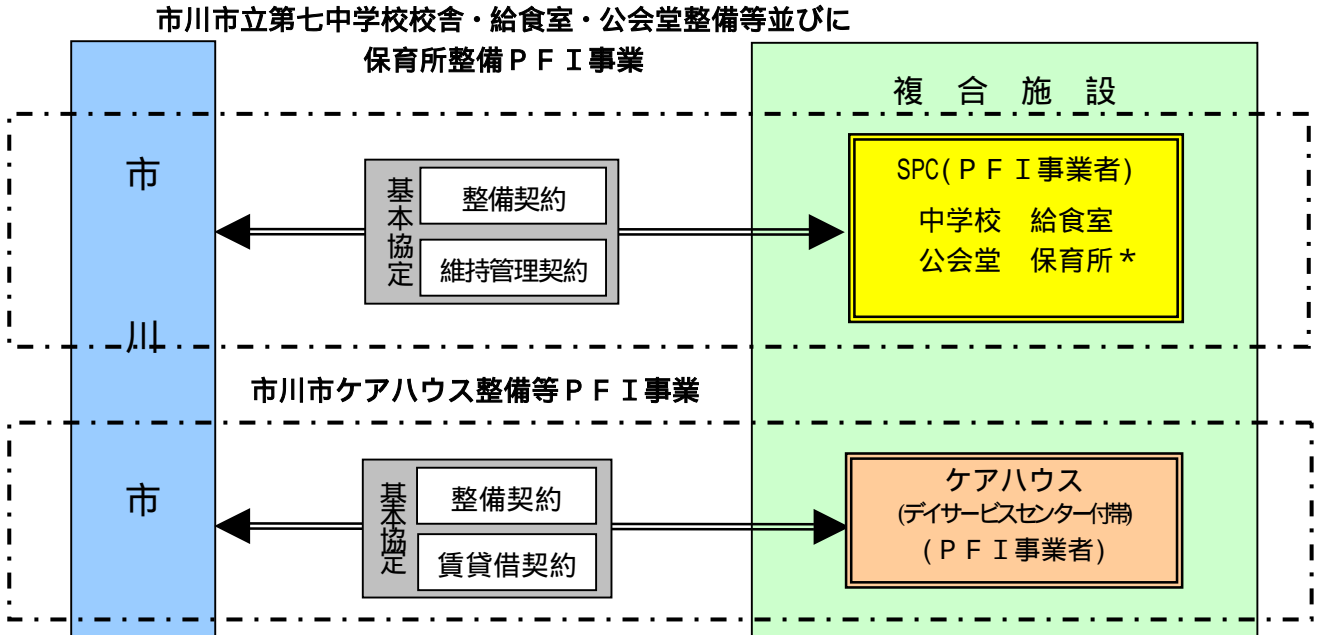 市川市立第七中学校校舎・給食室・公会堂整備等並びに
保育所整備ＰＦＩ事業
複 合 施 設
市
川
市
基本協定
整備契約
維持管理契約
SPC(ＰＦＩ事業者)
中学校 給食室
公会堂 保育所*
市川市ケアハウス整備等ＰＦＩ事業
基本協定
整備契約
賃貸借契約
ケアハウス
(デイサービスセンター付帯)
(ＰＦＩ事業者)